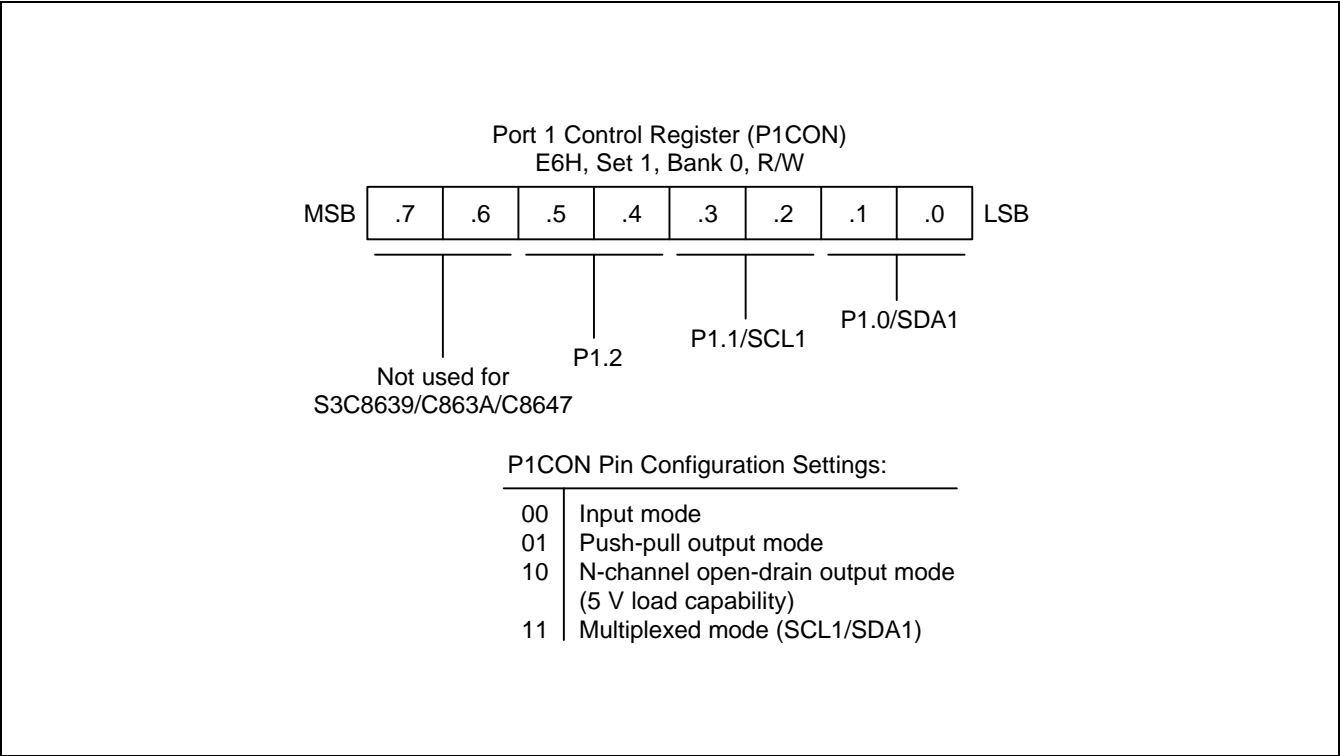 Port 1 Control Register (P1CON)
E6H, Set 1, Bank 0, R/W
MSB .7 .6 .5 .4 .3 .2 .1 .0 LSB
P1.0/SDA1
P1.1/SCL1
P1.2
Not used for
S3C8639/C863A/C8647
P1CON Pin Configuration Settings:
00 Input mode
01 Push-pull output mode
10 N-channel open-drain output mode
(5 V load capability)
11 Multiplexed mode (SCL1/SDA1)